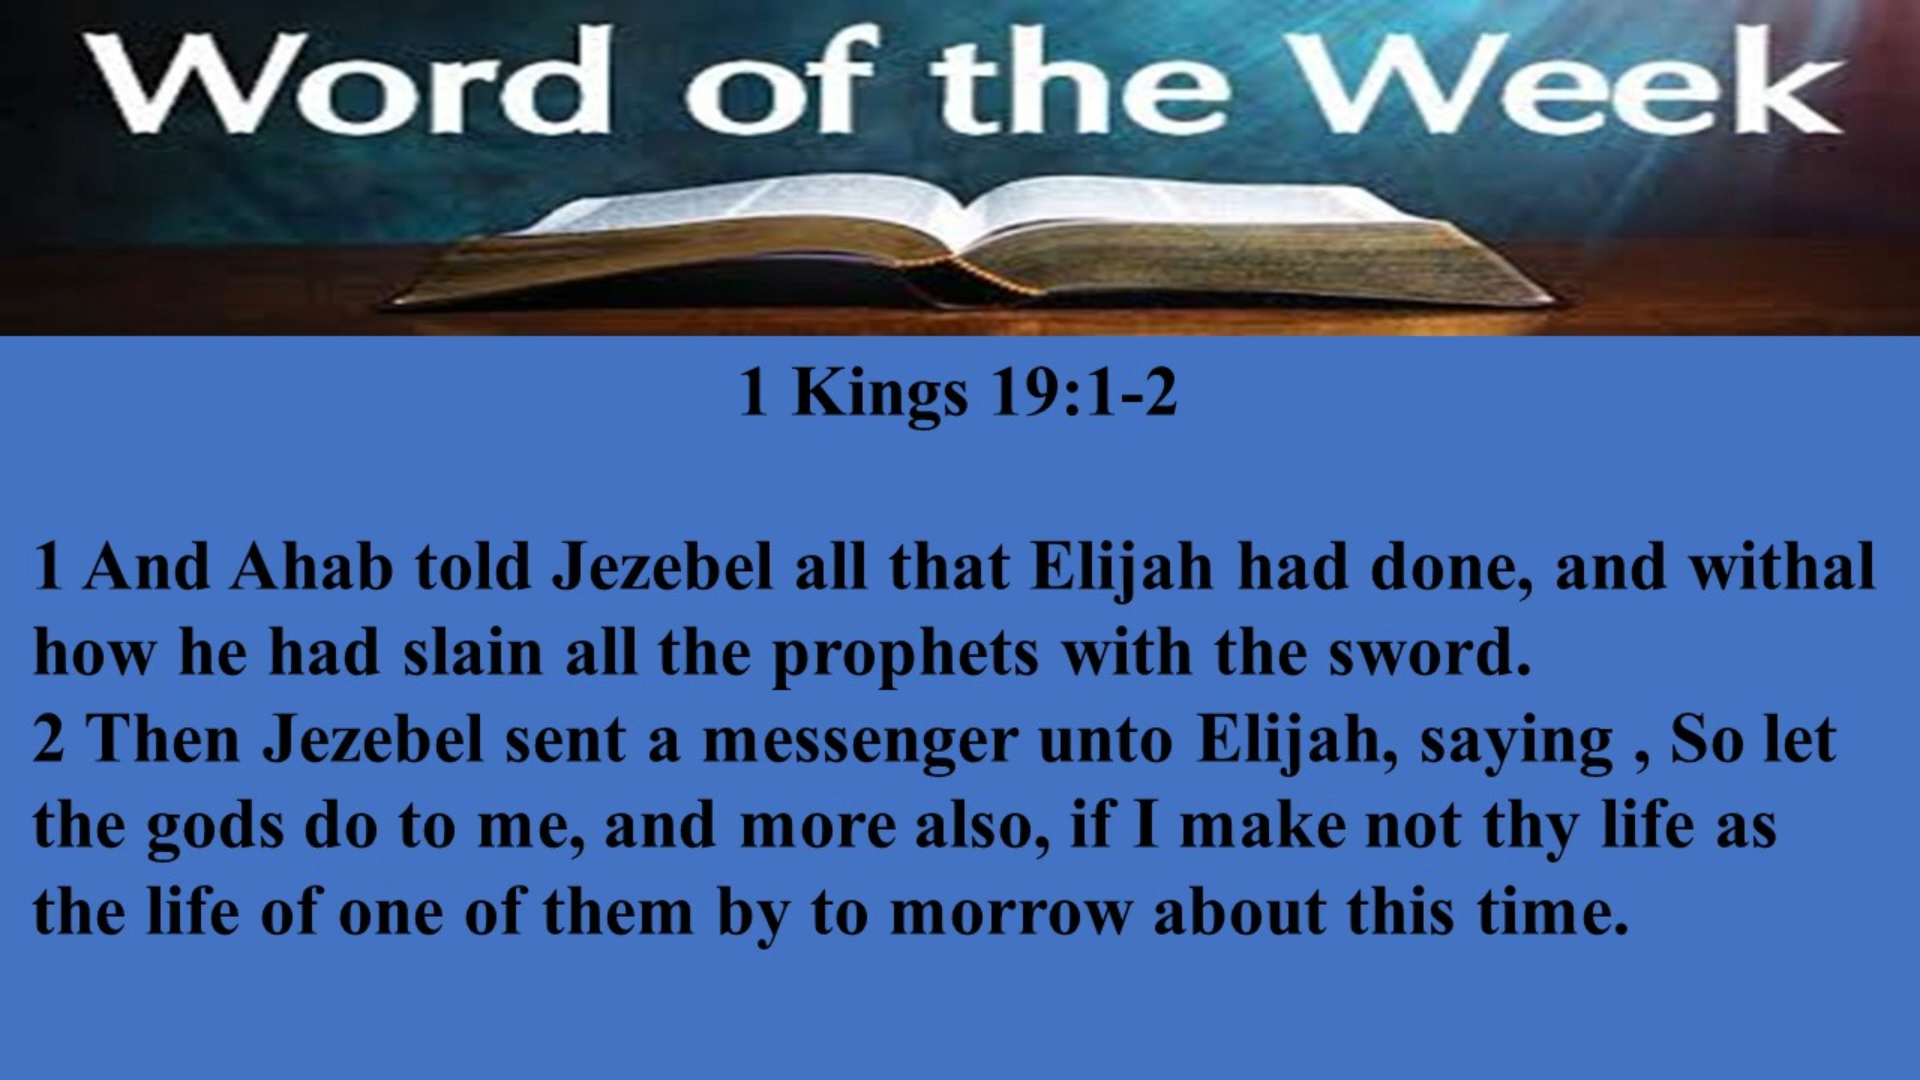 Word of the Week
1 Kings 19:1-2
1 And Ahab told Jezebel all that Elijah had done, and withal
how he had slain all the prophets with the sword.
2 Then Jezebel sent a messenger unto Elijah, saying , So let
the gods do to me, and more also, if I make not thy life as
the life of one of them by to morrow about this time.